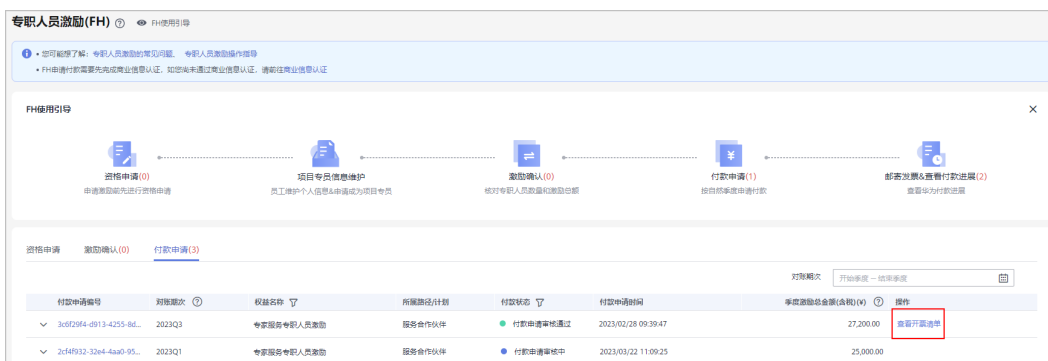 专职人员激励(FH) ? FH使用引导
• 您可能想了解：专职人员激励的常见问题、 专职人员激励操作指导
• FH申请付款需要先完成商业信息认证，如您尚未通过商业信息认证，请前往商业信息认证
FH使用引导
资格申请(0) 项目专员信息维护 激励确认(0) 付款申请(1) 邮寄发票&查看付款进展(2)
申请激励前先进行资格申请 员工维护个人信息&申请成为项目专员 核对专职人员数量和激励总额 按自然季度申请付款 查看华为付款进展
资格申请 激励确认(0) 付款申请(3)
对账期次 开始季度 – 结束季度
付款申请编号 对账期次 ? 权益名称 所属路径/计划 付款状态 付款申请时间 季度激励总金额(含税)(¥) ? 操作
3c6f29f4-d913-4255-8d... 2023Q3 专家服务专职人员激励 服务合作伙伴 付款申请审核通过 2023/02/28 09:39:47 27,200.00 查看开票清单
2cf4f932-32e4-4aa0-95... 2023Q1 专家服务专职人员激励 服务合作伙伴 付款申请审核中 2023/03/22 11:09:25 25,000.00